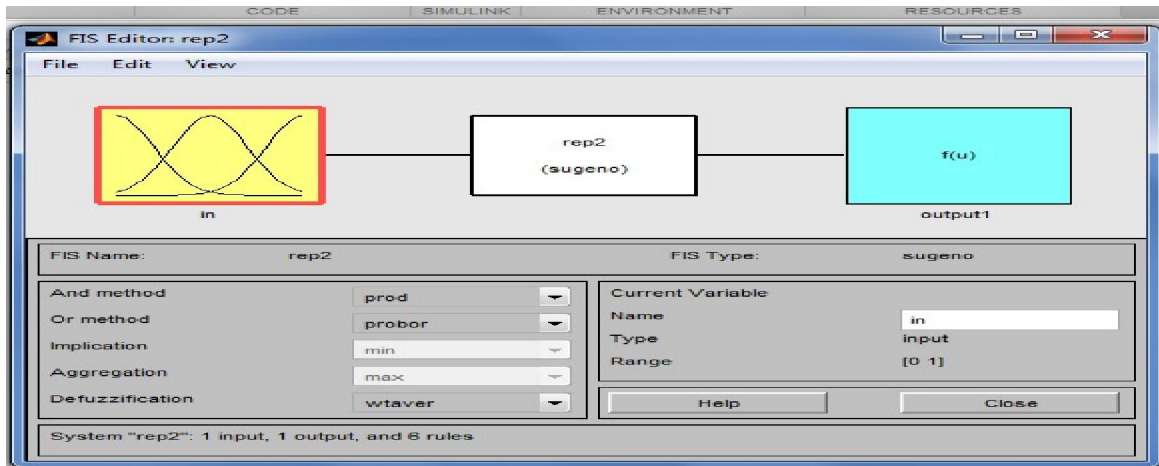 CODE SIMULINK ENVIRONMENT RESOURCES
FIS Editor: rep2
File Edit View
rep2
(sugeno)
f(u)
in
output1
FIS Name: rep2 FIS Type: sugeno
And method prod
Or method probor
Implication min
Aggregation max
Defuzzification wtaver
Current Variable
Name in
Type input
Range [0 1]
Help Close
System "rep2": 1 input, 1 output, and 6 rules